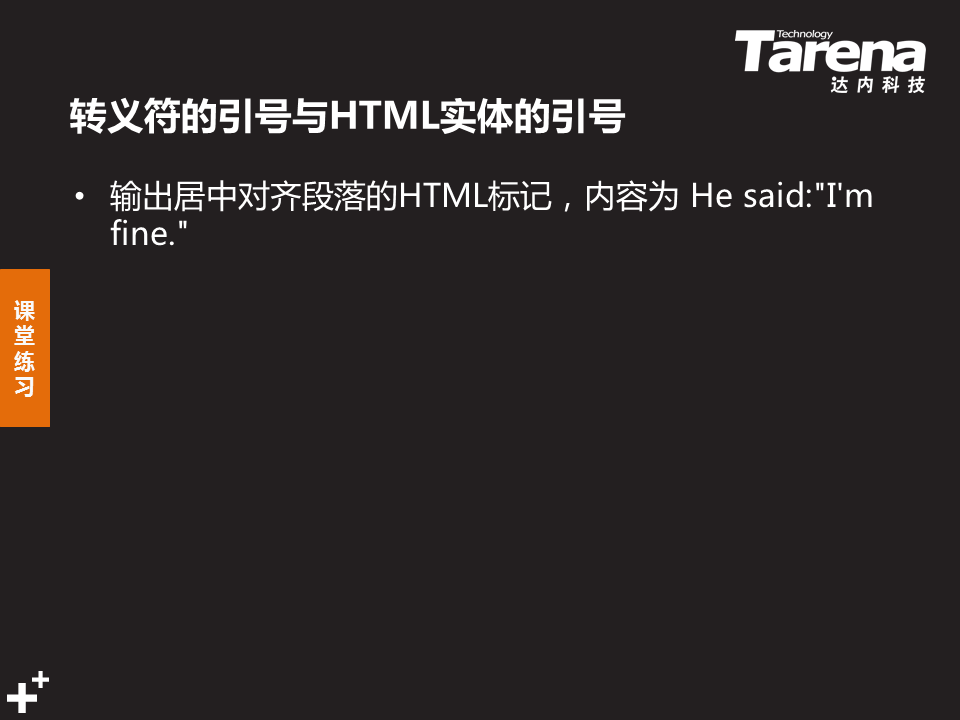 Technology
Tarena
达内科技
转义符的引号与HTML实体的引号
• 输出居中对齐段落的HTML标记，内容为 He said:"I'm
fine."
课
堂
练
习